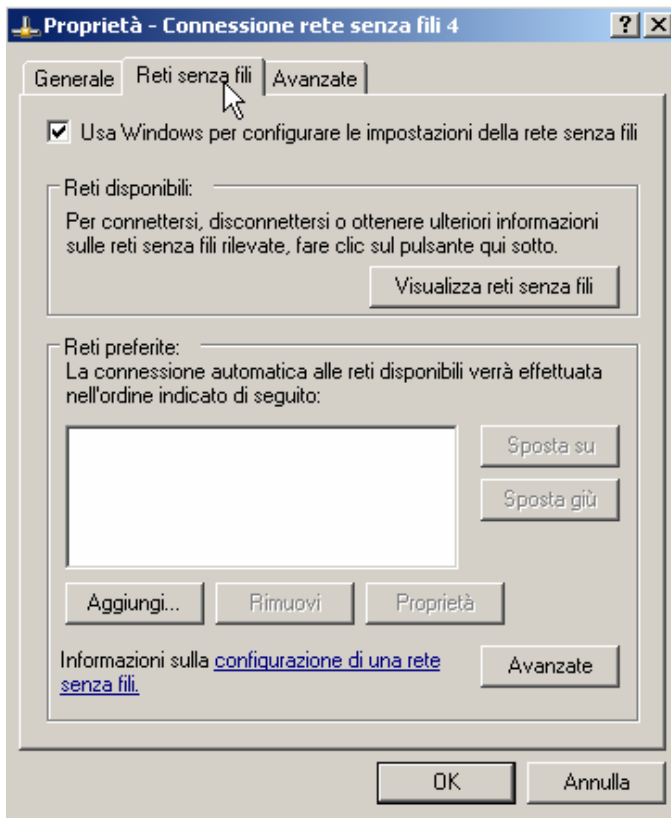 Proprietà - Connessione rete senza fili 4
Generale
Reti senza fili
Avanzate
Usa Windows per configurare le impostazioni della rete senza fili
Reti disponibili:
Per connettersi, disconnettersi o ottenere ulteriori informazioni
sulle reti senza fili rilevate, fare clic sul pulsante qui sotto.
Visualizza reti senza fili
Reti preferite:
La connessione automatica alle reti disponibili verrà effettuata
nell'ordine indicato di seguito:
Sposta su
Sposta giù
Aggiungi...
Rimuovi
Proprietà
Informazioni sulla configurazione di una rete
senza fili.
Avanzate
OK
Annulla